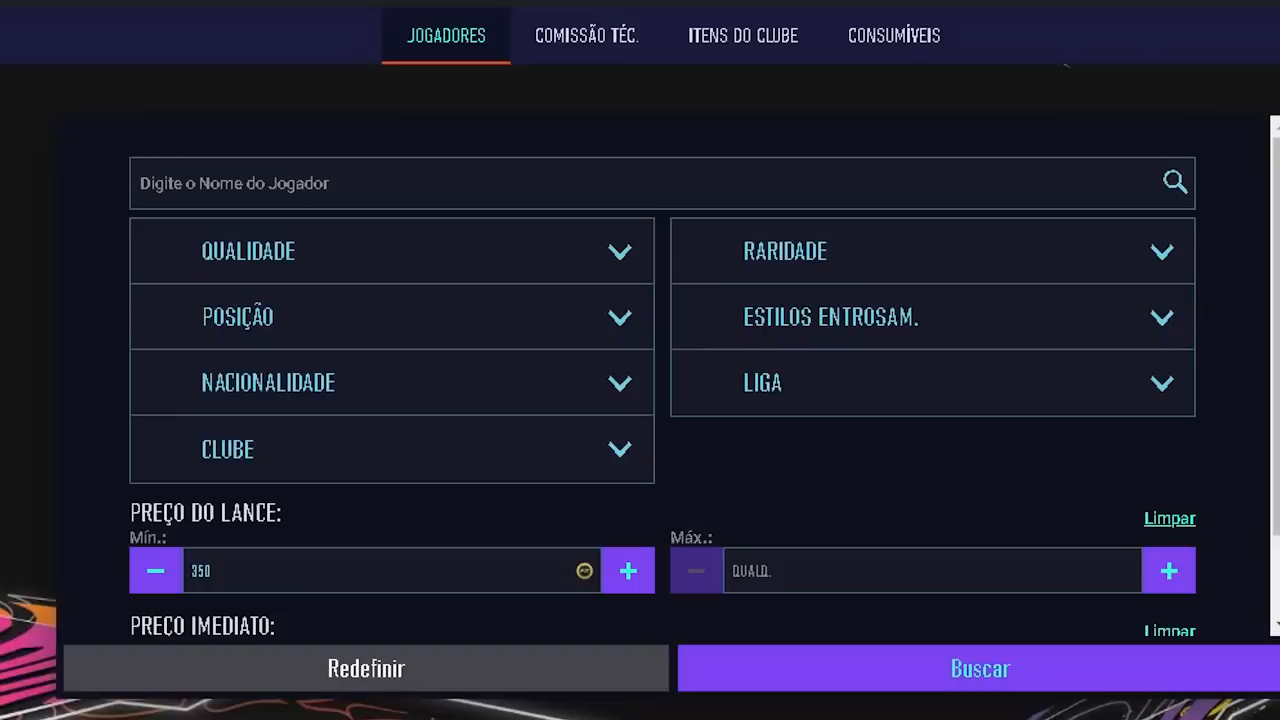 JOGADORES COMISSÃO TÉC. ITENS DO CLUBE CONSUMÍVEIS
Digite o Nome do Jogador
QUALIDADE RARIDADE
POSIÇÃO ESTILOS ENTROSAM.
NACIONALIDADE LIGA
CLUBE
PREÇO DO LANCE: Limpar
Mín.: Máx.:
350 QUALQ.
PREÇO IMEDIATO: Limpar
Redefinir Buscar